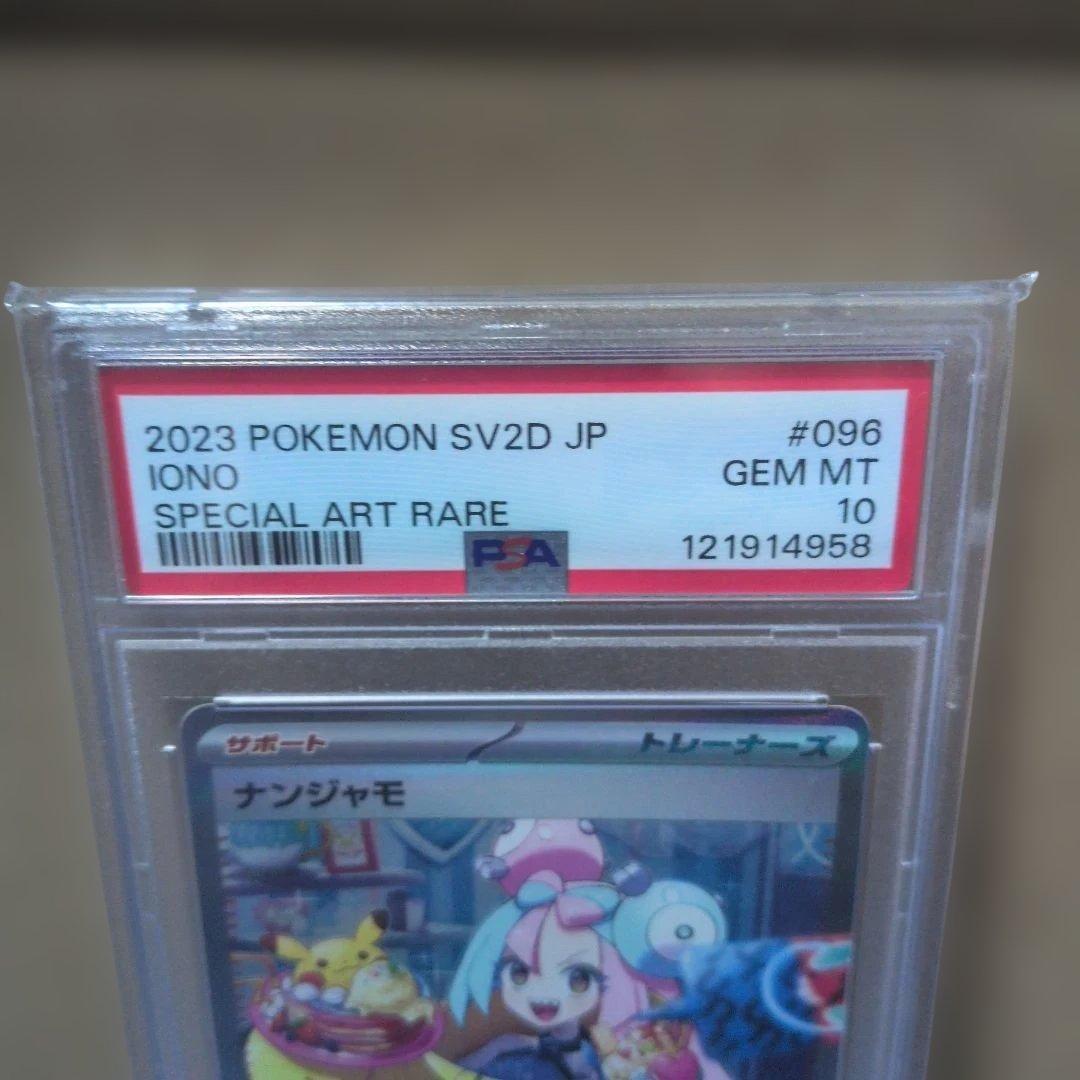 2023 POKEMON SV2D JP #096
IONO GEM MT
SPECIAL ART RARE 10
PSA 121914958
サポート トレーナーズ
ナンジャモ